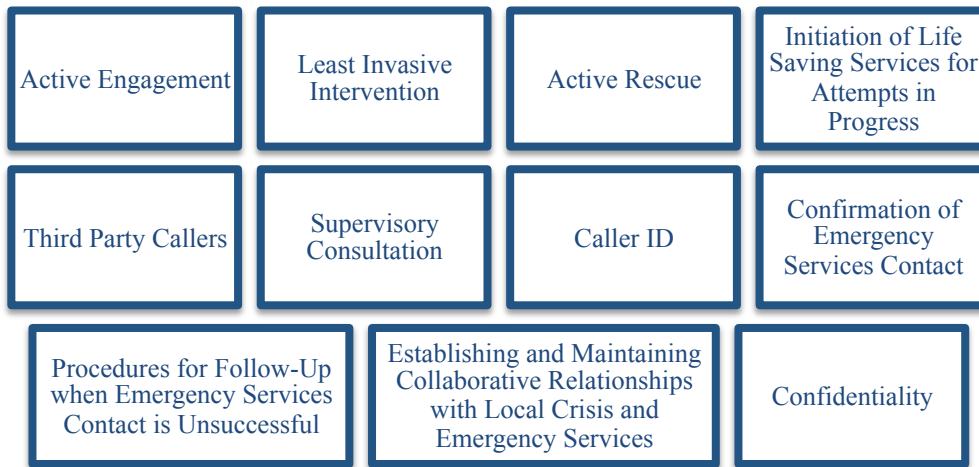 Active Engagement
Least Invasive
Intervention
Active Rescue
Initiation of Life
Saving Services for
Attempts in
Progress
Third Party Callers
Supervisory
Consultation
Caller ID
Confirmation of
Emergency
Services Contact
Procedures for Follow-Up
when Emergency Services
Contact is Unsuccessful
Establishing and Maintaining
Collaborative Relationships
with Local Crisis and
Emergency Services
Confidentiality